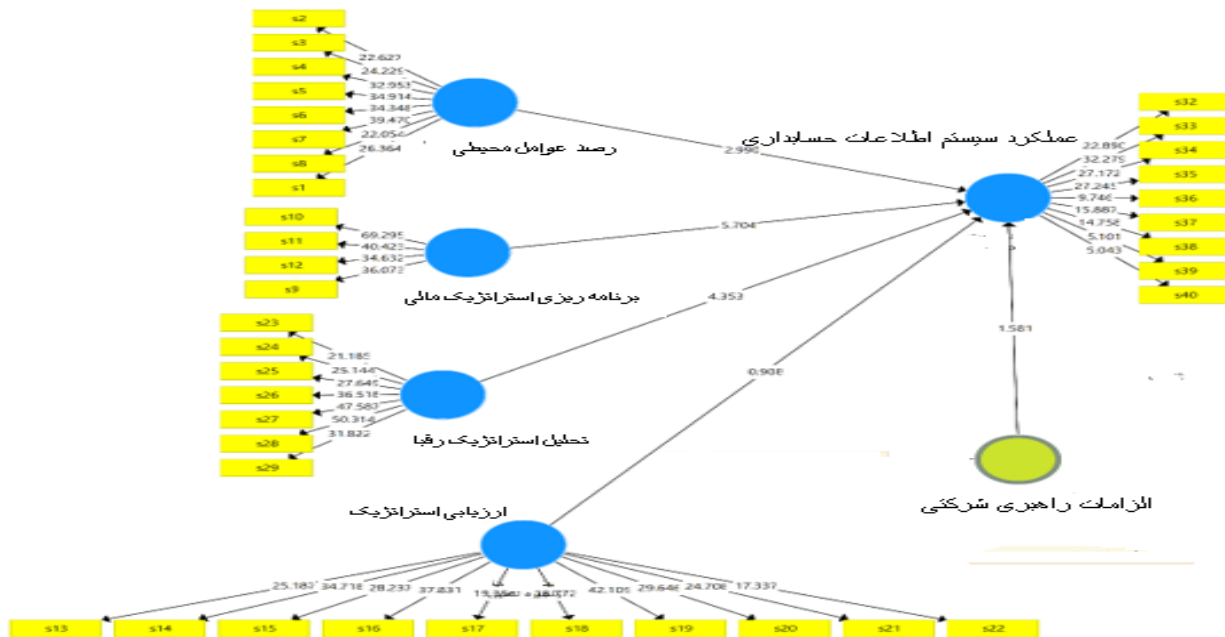 s2
s3
s4
s5
s6
s7
s8
s1
22.627
24.229
32.953
34.914
34.348
39.470
22.054
26.364
رصد عوامل محیطی
2.990
عملکرد سیستم اطلاعات حسابداری
s32
s33
s34
s35
s36
s37
s38
s39
s40
22.890
32.279
27.172
27.245
9.746
15.887
14.758
5.101
5.043
s10
s11
s12
s9
69.295
40.423
34.632
36.073
برنامه ریزی استراتژیک مالی
5.704
s23
s24
s25
s26
s27
s28
s29
21.185
25.144
27.649
36.518
47.583
50.314
31.822
تحلیل استراتژیک رقبا
4.353
0.908
1.581
الزامات راهبری شرکتی
ارزیابی استراتژیک
25.183
34.718
28.237
37.831
42.109
29.648
24.708
17.337
s13
s14
s15
s16
s17
s18
s19
s20
s21
s22